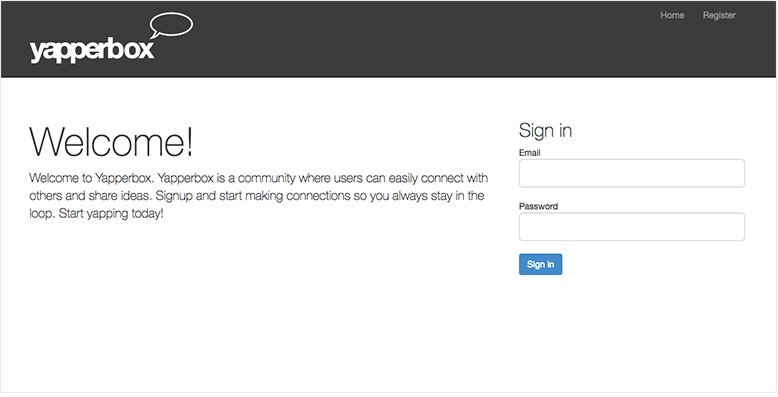 yapperbox
Home Register
Welcome!
Welcome to Yapperbox. Yapperbox is a community where users can easily connect with
others and share ideas. Signup and start making connections so you always stay in the
loop. Start yapping today!
Sign in
Email
Password
Sign in